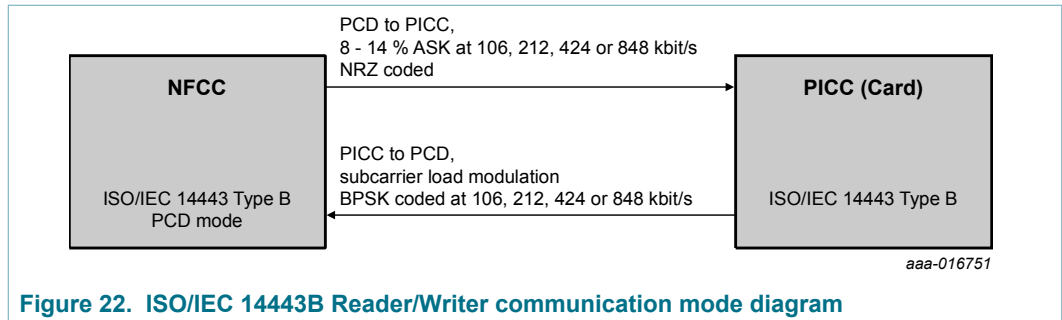 PCD to PICC,
8 - 14 % ASK at 106, 212, 424 or 848 kbit/s
NRZ coded
NFCC
PICC (Card)
PICC to PCD,
subcarrier load modulation
BPSK coded at 106, 212, 424 or 848 kbit/s
ISO/IEC 14443 Type B
PCD mode
ISO/IEC 14443 Type B
aaa-016751
Figure 22. ISO/IEC 14443B Reader/Writer communication mode diagram